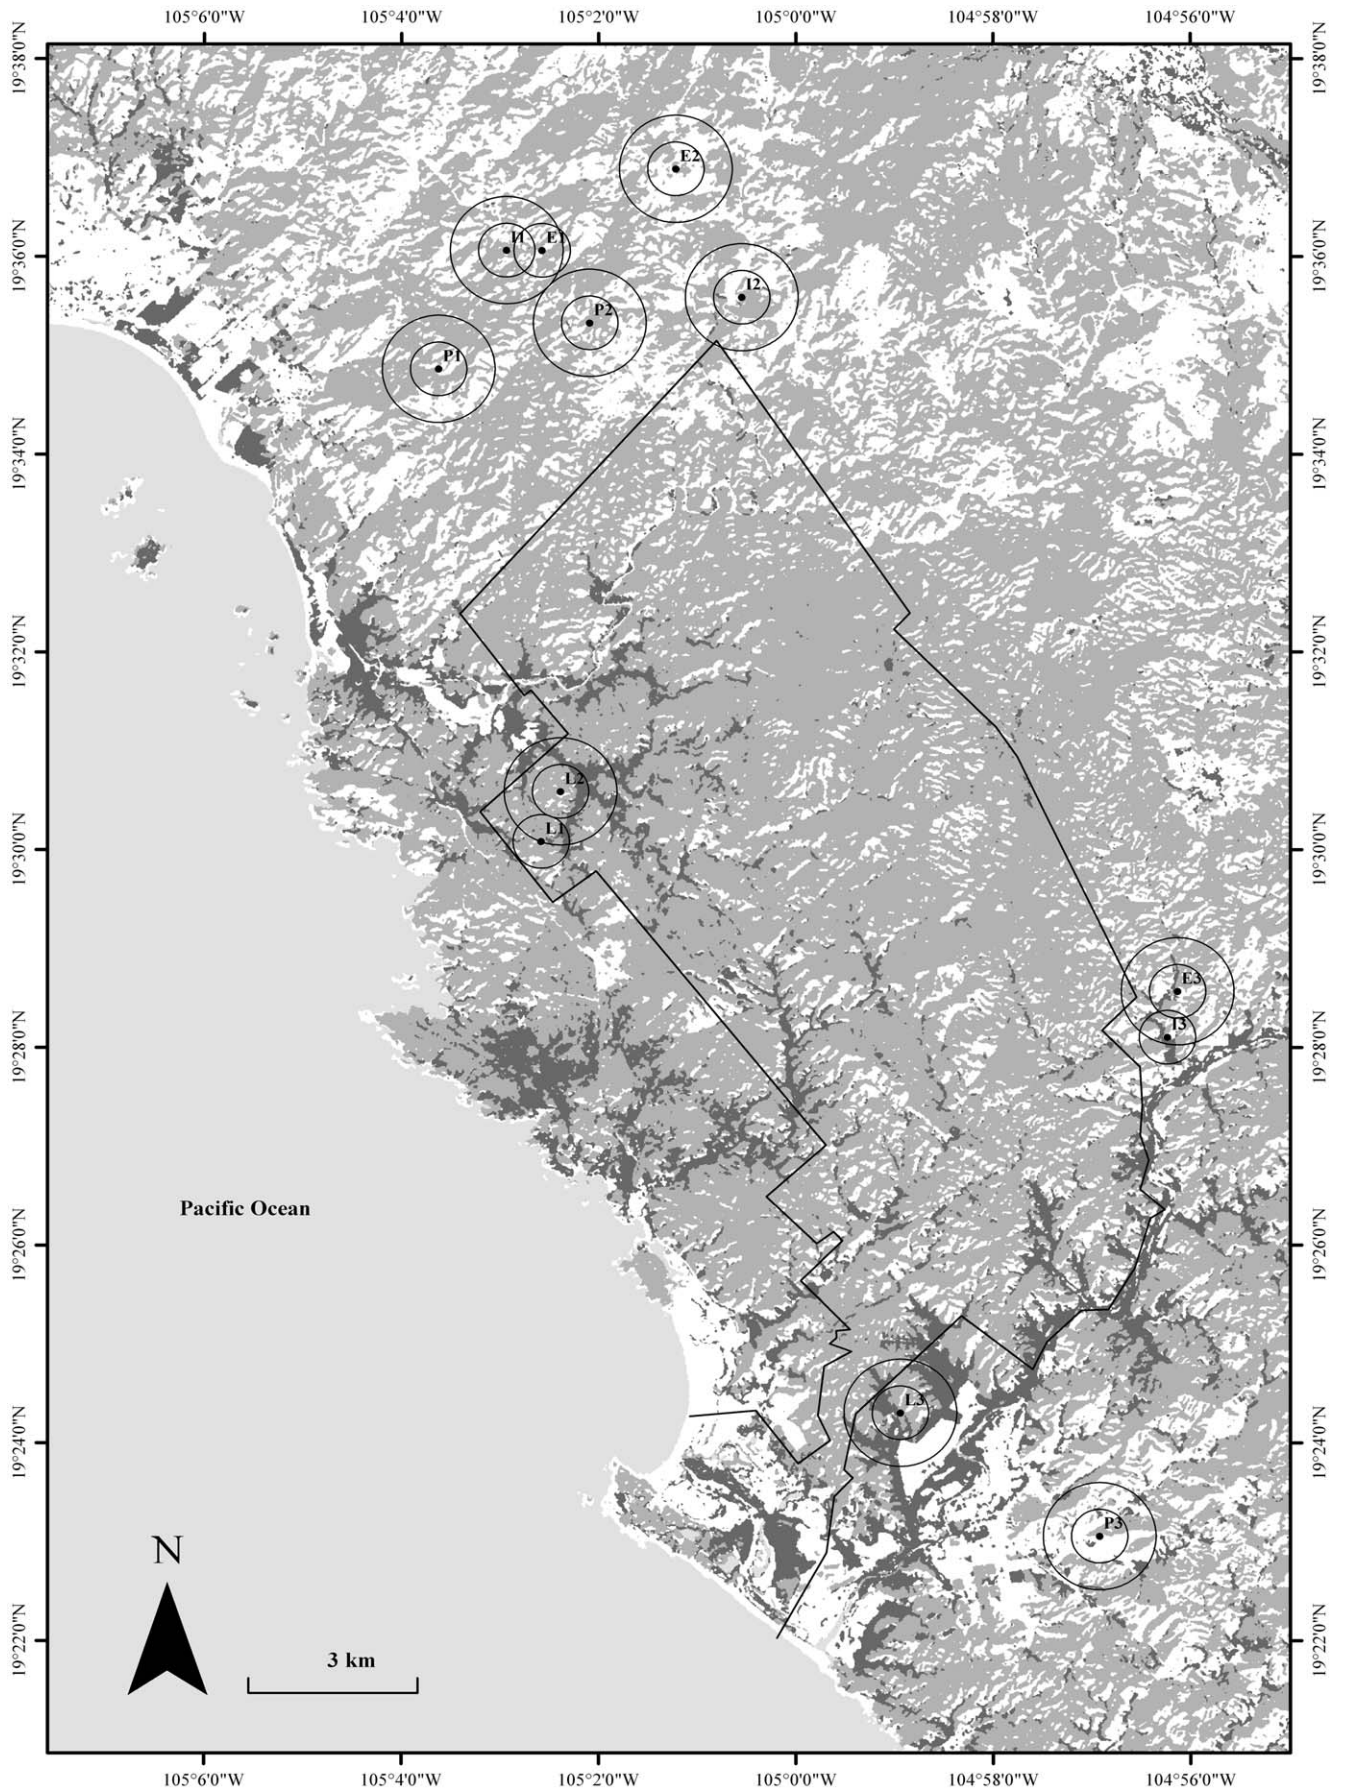 105°6'0"W 105°4'0"W 105°2'0"W 105°0'0"W 104°58'0"W 104°56'0"W
19°38'0"N 19°38'0"N
E2
I1 E1
19°36'0"N 19°36'0"N
I2
P2
P1
19°34'0"N 19°34'0"N
19°32'0"N 19°32'0"N
L2
L1
19°30'0"N 19°30'0"N
E3
I3
19°28'0"N 19°28'0"N
Pacific Ocean
19°26'0"N 19°26'0"N
L3
19°24'0"N 19°24'0"N
P3
N
19°22'0"N 19°22'0"N
3 km
105°6'0"W 105°4'0"W 105°2'0"W 105°0'0"W 104°58'0"W 104°56'0"W